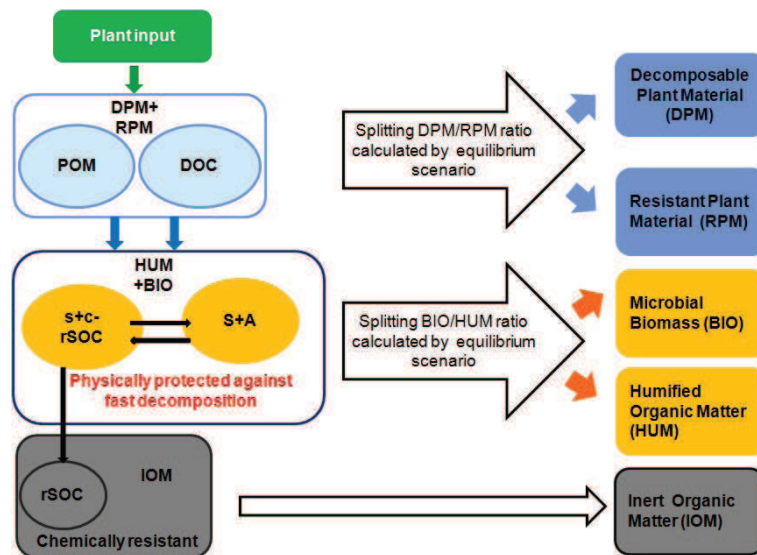 Plant input
DPM+
RPM
POM
DOC
HUM
+BIO
s+c-
rSOC
S+A
Physically protected against
fast decomposition
rSOC
IOM
Chemically resistant
Splitting DPM/RPM ratio
calculated by equilibrium
scenario
Splitting BIO/HUM ratio
calculated by equilibrium
scenario
Decomposable
Plant Material
(DPM)
Resistant Plant
Material (RPM)
Microbial
Biomass (BIO)
Humified
Organic Matter
(HUM)
Inert Organic
Matter (IOM)